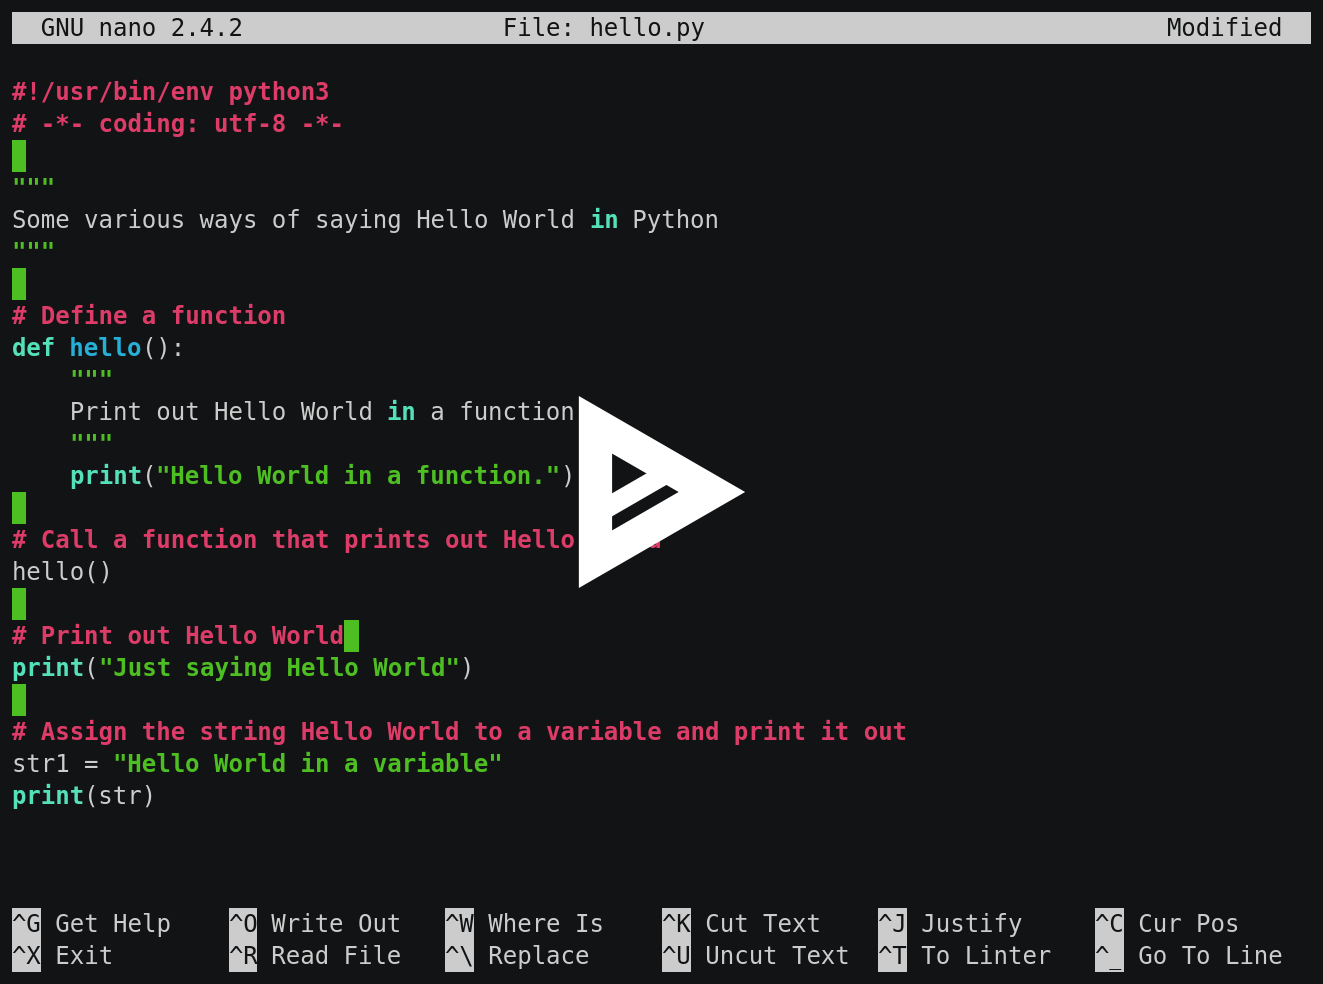 GNU nano 2.4.2 File: hello.py Modified
#!/usr/bin/env python3
# -*- coding: utf-8 -*-
"""
Some various ways of saying Hello World in Python
"""
# Define a function
def hello():
    """
    Print out Hello World in a function
    """
    print("Hello World in a function.")
# Call a function that prints out Hello
hello()
# Print out Hello World
print("Just saying Hello World")
# Assign the string Hello World to a variable and print it out
str1 = "Hello World in a variable"
print(str)
^G Get Help ^O Write Out ^W Where Is ^K Cut Text ^J Justify ^C Cur Pos
^X Exit ^R Read File ^\ Replace ^U Uncut Text ^T To Linter ^_ Go To Line